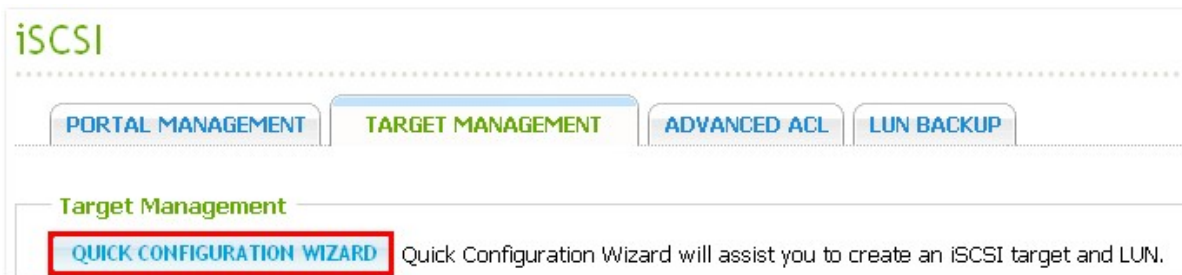 iSCSI
PORTAL MANAGEMENT TARGET MANAGEMENT ADVANCED ACL LUN BACKUP
Target Management
QUICK CONFIGURATION WIZARD Quick Configuration Wizard will assist you to create an iSCSI target and LUN.